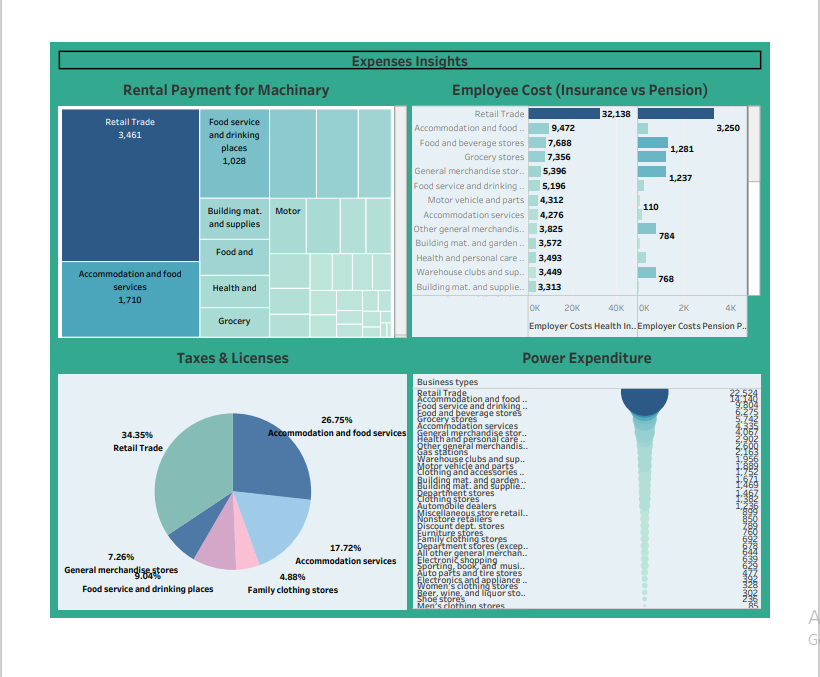 Expenses Insights
Rental Payment for Machinary
Retail Trade
3,461
Accommodation and food
services
1,710
Food service
and drinking
places
1,028
Building mat.
and supplies
Food and
Health and
Grocery
Motor
Employee Cost (Insurance vs Pension)
Retail Trade 32,138
Accommodation and food .. 9,472 3,250
Food and beverage stores 7,688
Grocery stores 7,356 1,281
General merchandise stor.. 5,396
Food service and drinking .. 5,196 1,237
Motor vehicle and parts 4,312
Accommodation services 4,276 110
Other general merchandis.. 3,825
Building mat. and garden .. 3,572 784
Health and personal care .. 3,493
Warehouse clubs and sup.. 3,449 768
Building mat. and supplie.. 3,313
0K 20K 40K 0K 2K 4K
Employer Costs Health In.. Employer Costs Pension P..
Taxes & Licenses
26.75%
Accommodation and food services
34.35%
Retail Trade
17.72%
Accommodation services
7.26%
General merchandise stores
9.04%
Food service and drinking places
4.88%
Family clothing stores
Power Expenditure
Business types
Retail Trade 22,524
Accommodation and food .. 14,140
Food service and drinking .. 9,804
Food and beverage stores 6,275
Grocery stores 5,742
Accommodation services 4,335
General merchandise stor.. 4,067
Health and personal care .. 2,902
Other general merchandis.. 2,600
Gas stations 2,163
Warehouse clubs and sup.. 1,956
Motor vehicle and parts 1,889
Clothing and accessories .. 1,752
Building mat. and garden .. 1,671
Building mat. and supplie.. 1,469
Department stores 1,467
Clothing stores 1,382
Automobile dealers 1,236
Miscellaneous store retail.. 899
Nonstore retailers 850
Discount dept. stores 789
Furniture stores 760
Family clothing stores 692
Department stores (excep.. 678
All other general merchan.. 644
Electronic shopping 639
Sporting, book, and musi.. 629
Auto parts and tire stores 477
Electronics and appliance .. 392
Women's clothing stores 328
Beer, wine, and liquor sto.. 302
Shoe stores 236
Men's clothing stores 85